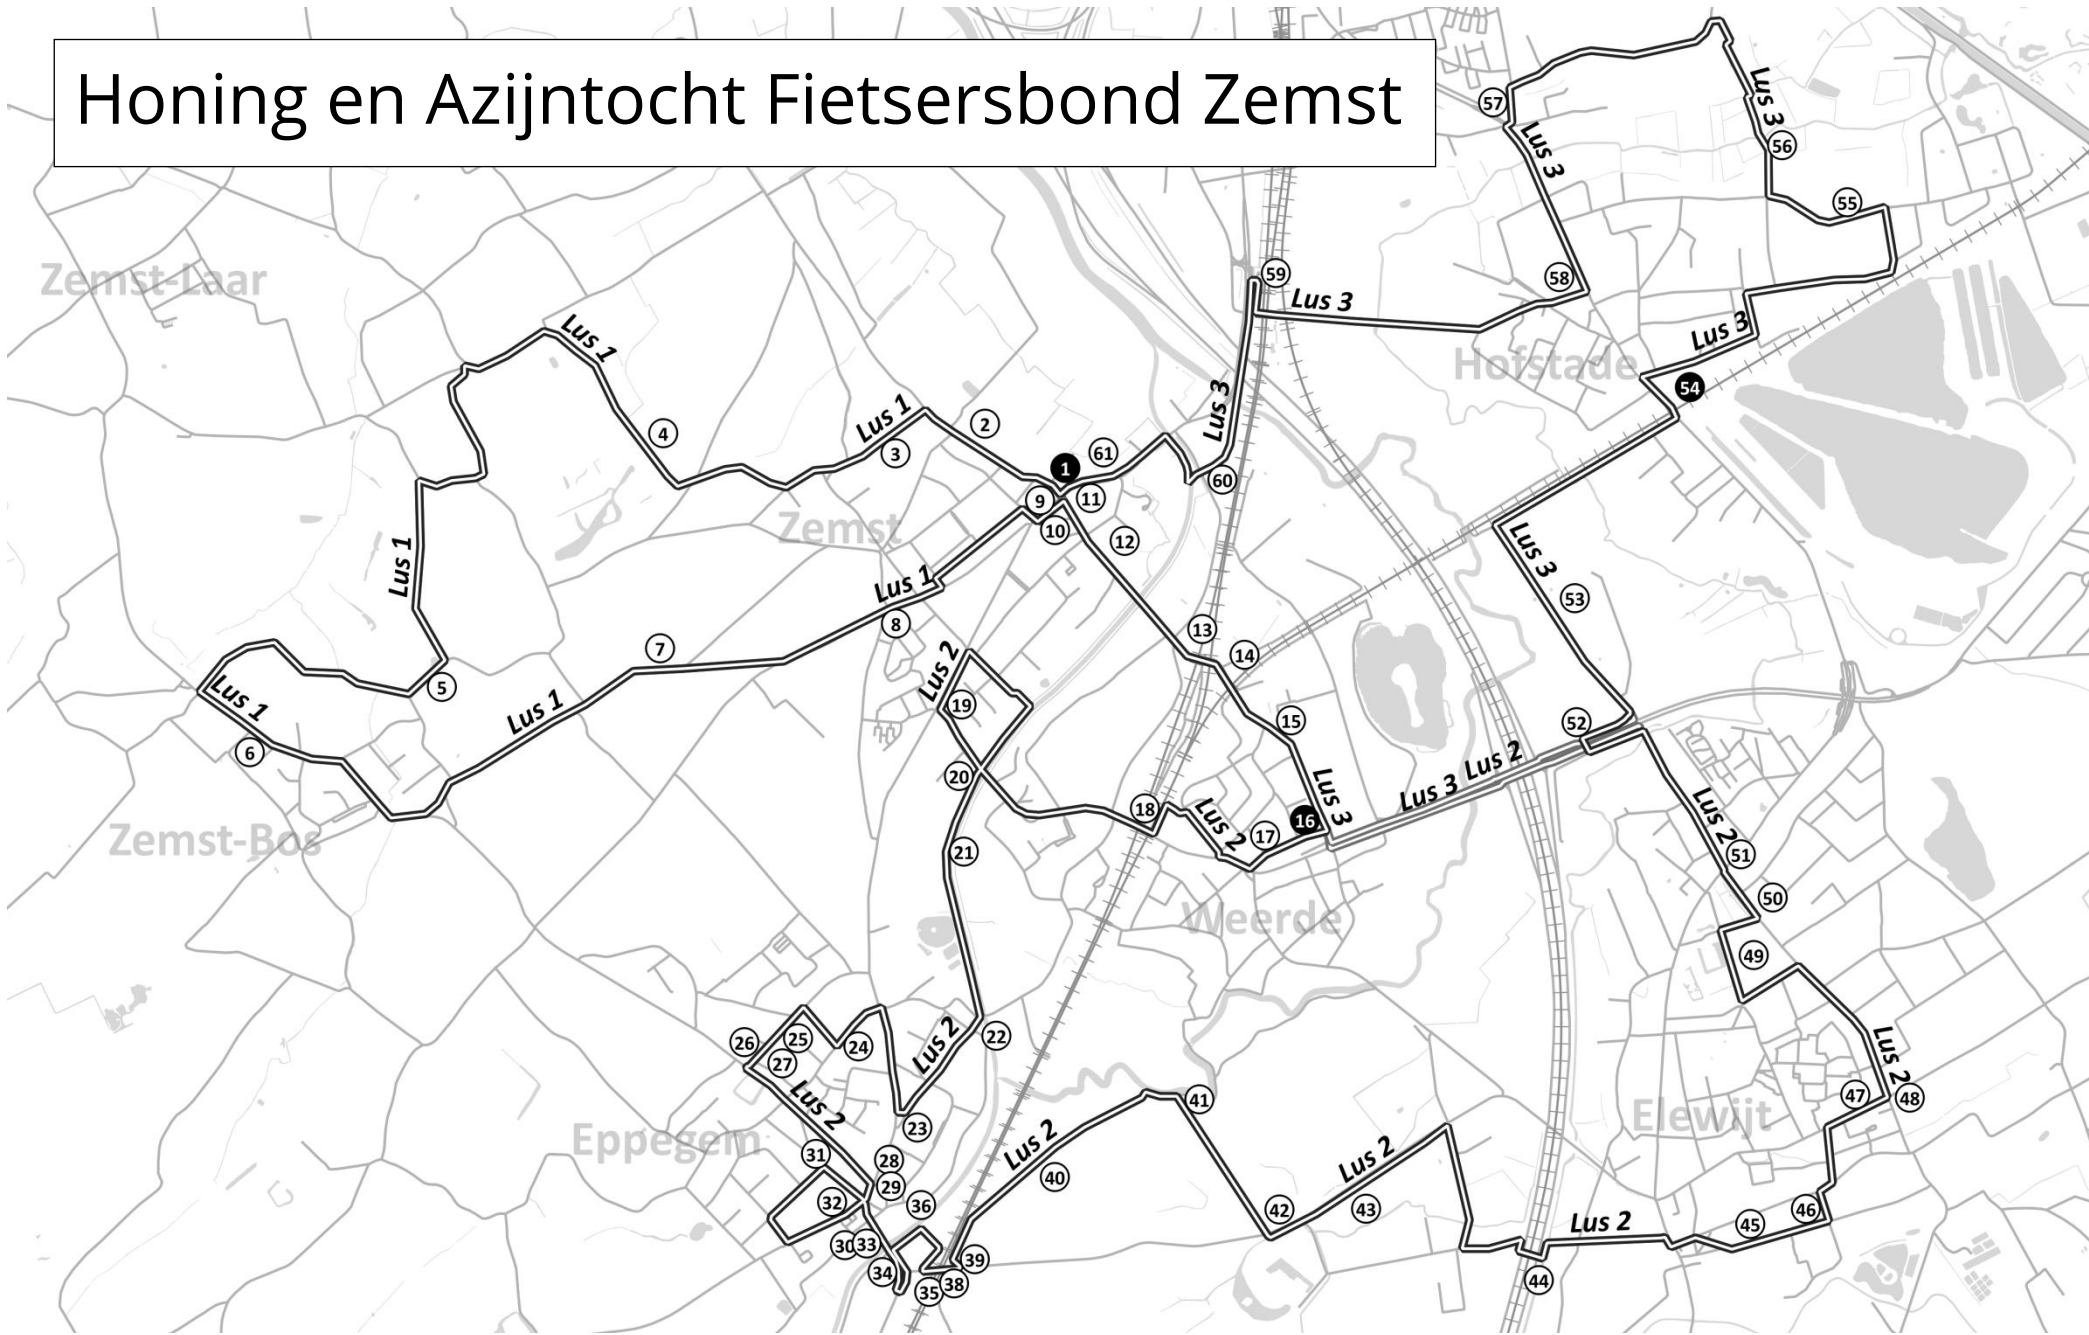 Honing en Azijntocht Fietsersbond Zemst
57
Lus 3
56
Lus 3
55
Zemst-Laar
59
58
Lus 3
Lus 1
Lus 3
Hofstade
54
Lus 3
Lus 1
2
4
3
61
1
60
9
11
Zemst
10
12
Lus 1
Lus 3
53
Lus 1
8
13
7
14
Lus 2
5
Lus 1
19
Lus 1
15
52
6
20
Lus 2
Lus 3
Lus 3
18
Lus 2
16
17
Lus 2
Zemst-Bos
21
51
50
Weerde
49
22
26
25
24
Lus 2
27
Lus 2
Lus 2
41
47
48
Elewijt
23
Eppegem
Lus 2
31
28
Lus 2
40
29
32
36
42
43
46
Lus 2
45
30
33
39
34
38
35
44